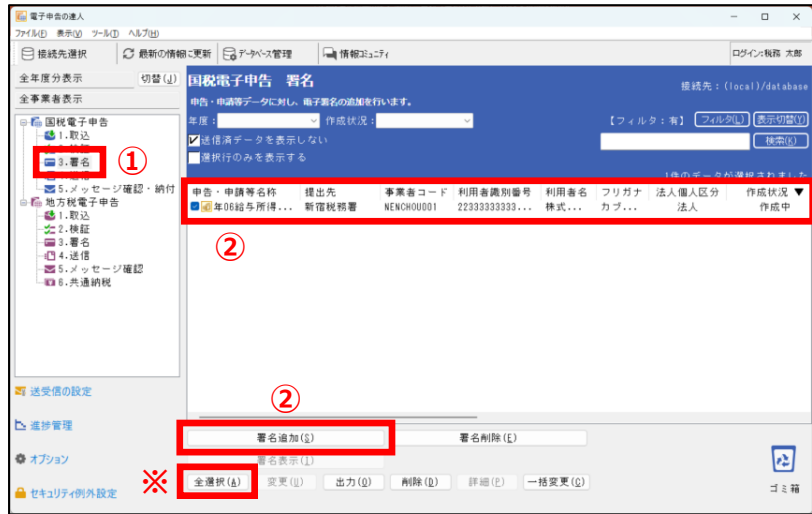 電子申告の達人
ファイル(F) 表示(V) ツール(T) ヘルプ(H)
接続先選択 最新の情報に更新 データベース管理 情報コミュニティ ログイン:税務 太郎
全年度分表示 切替(J)
全事業者表示
国税電子申告
1.取込
3.署名
5.メッセージ確認・納付
地方税電子申告
1.取込
2.検証
3.署名
4.送信
5.メッセージ確認
6.共通納税
①
送受信の設定
進捗管理
オプション
セキュリティ例外設定
国税電子申告 署名
接続先:(local)/database
申告・申請等データに対し、電子署名の追加を行います。
年度: 作成状況: 【フィルタ:有】 フィルタ(L) 表示切替(Y)
送信済データを表示しない 検索(K)
選択行のみを表示する
1件のデータが選択されました
申告・申請等名称 提出先 事業者コード 利用者識別番号 利用者名 フリガナ 法人個人区分 作成状況 ▼
年06給与所得... 新宿税務署 NENCHOU001 22333333333... 株式... カブ... 法人 作成中
②
②
署名追加(S) 署名削除(E)
署名表示(I)
※ 全選択(A) 変更(U) 出力(O) 削除(D) 詳細(P) 一括変更(C)
ゴミ箱